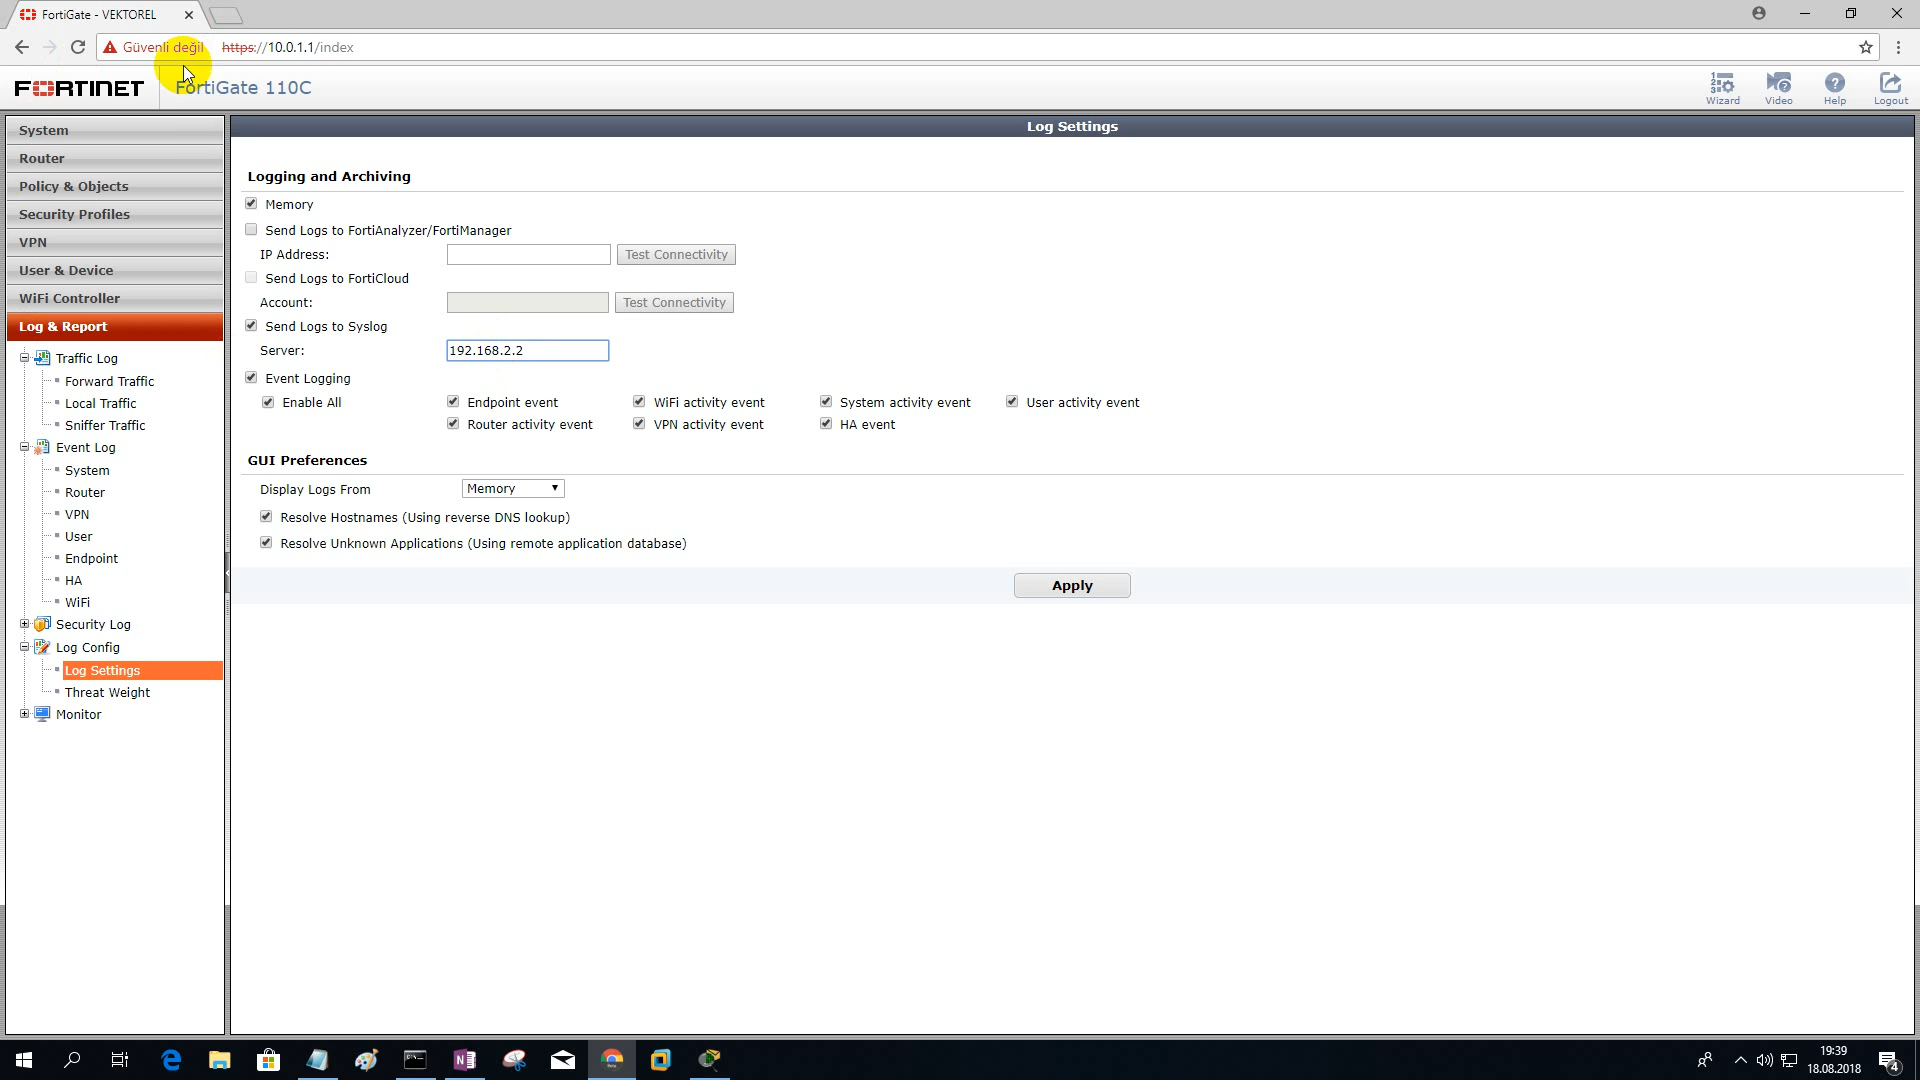 FortiGate - VEKTOREL
Güvenli değil https://10.0.1.1/index
FORTINET FortiGate 110C
Wizard Video Help Logout
System
Router
Policy & Objects
Security Profiles
VPN
User & Device
WiFi Controller
Log & Report
Traffic Log
Forward Traffic
Local Traffic
Sniffer Traffic
Event Log
System
Router
VPN
User
Endpoint
HA
WiFi
Security Log
Log Config
Log Settings
Threat Weight
Monitor
Log Settings
Logging and Archiving
Memory
Send Logs to FortiAnalyzer/FortiManager
IP Address: Test Connectivity
Send Logs to FortiCloud
Account: Test Connectivity
Send Logs to Syslog
Server: 192.168.2.2
Event Logging
Enable All Endpoint event WiFi activity event System activity event User activity event
Router activity event VPN activity event HA event
GUI Preferences
Display Logs From Memory
Resolve Hostnames (Using reverse DNS lookup)
Resolve Unknown Applications (Using remote application database)
Apply
19:39
18.08.2018
4